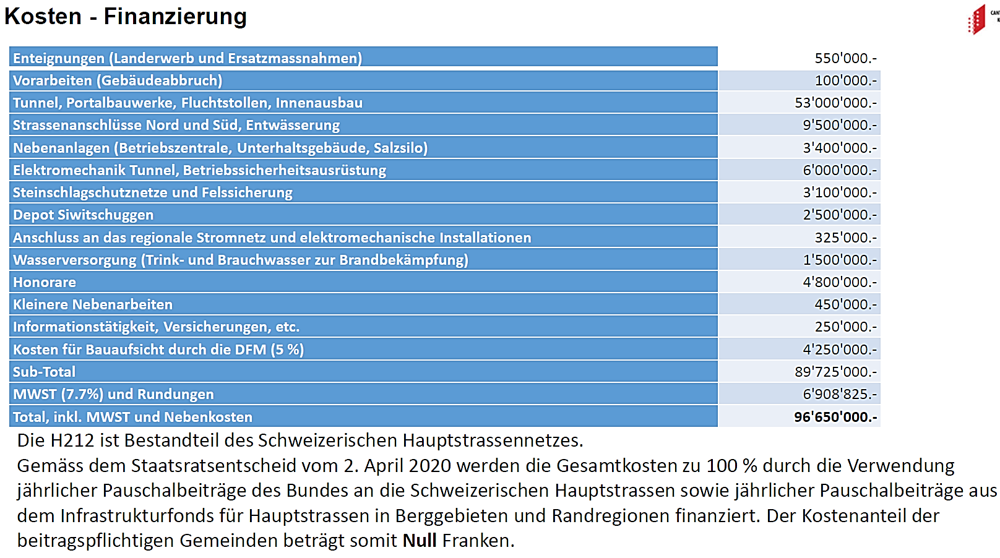 Kosten - Finanzierung
CANT
K
Enteignungen (Landerwerb und Ersatzmassnahmen) 550'000.-
Vorarbeiten (Gebäudeabbruch) 100'000.-
Tunnel, Portalbauwerke, Fluchtstollen, Innenausbau 53'000'000.-
Strassenanschlüsse Nord und Süd, Entwässerung 9'500'000.-
Nebenanlagen (Betriebszentrale, Unterhaltsgebäude, Salzsilo) 3'400'000.-
Elektromechanik Tunnel, Betriebssicherheitsausrüstung 6'000'000.-
Steinschlagschutznetze und Felssicherung 3'100'000.-
Depot Siwitschuggen 2'500'000.-
Anschluss an das regionale Stromnetz und elektromechanische Installationen 325'000.-
Wasserversorgung (Trink- und Brauchwasser zur Brandbekämpfung) 1'500'000.-
Honorare 4'800'000.-
Kleinere Nebenarbeiten 450'000.-
Informationstätigkeit, Versicherungen, etc. 250'000.-
Kosten für Bauaufsicht durch die DFM (5 %) 4'250'000.-
Sub-Total 89'725'000.-
MWST (7.7%) und Rundungen 6'908'825.-
Total, inkl. MWST und Nebenkosten 96'650'000.-
Die H212 ist Bestandteil des Schweizerischen Hauptstrassennetzes.
Gemäss dem Staatsratsentscheid vom 2. April 2020 werden die Gesamtkosten zu 100 % durch die Verwendung
jährlicher Pauschalbeiträge des Bundes an die Schweizerischen Hauptstrassen sowie jährlicher Pauschalbeiträge aus
dem Infrastrukturfonds für Hauptstrassen in Berggebieten und Randregionen finanziert. Der Kostenanteil der
beitragspflichtigen Gemeinden beträgt somit Null Franken.